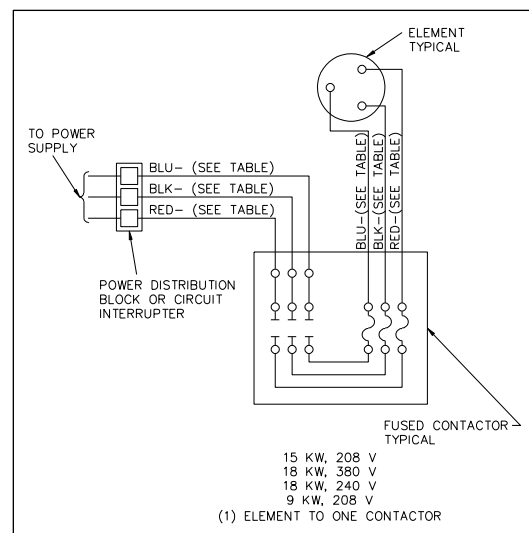 ELEMENT
TYPICAL
TO POWER
SUPPLY
BLU- (SEE TABLE)
BLK- (SEE TABLE)
RED- (SEE TABLE)
BLU-(SEE TABLE)
BLK-(SEE TABLE)
RED-(SEE TABLE)
POWER DISTRIBUTION
BLOCK OR CIRCUIT
INTERRUPTER
FUSED CONTACTOR
TYPICAL
15 KW, 208 V
18 KW, 380 V
18 KW, 240 V
9 KW, 208 V
(1) ELEMENT TO ONE CONTACTOR